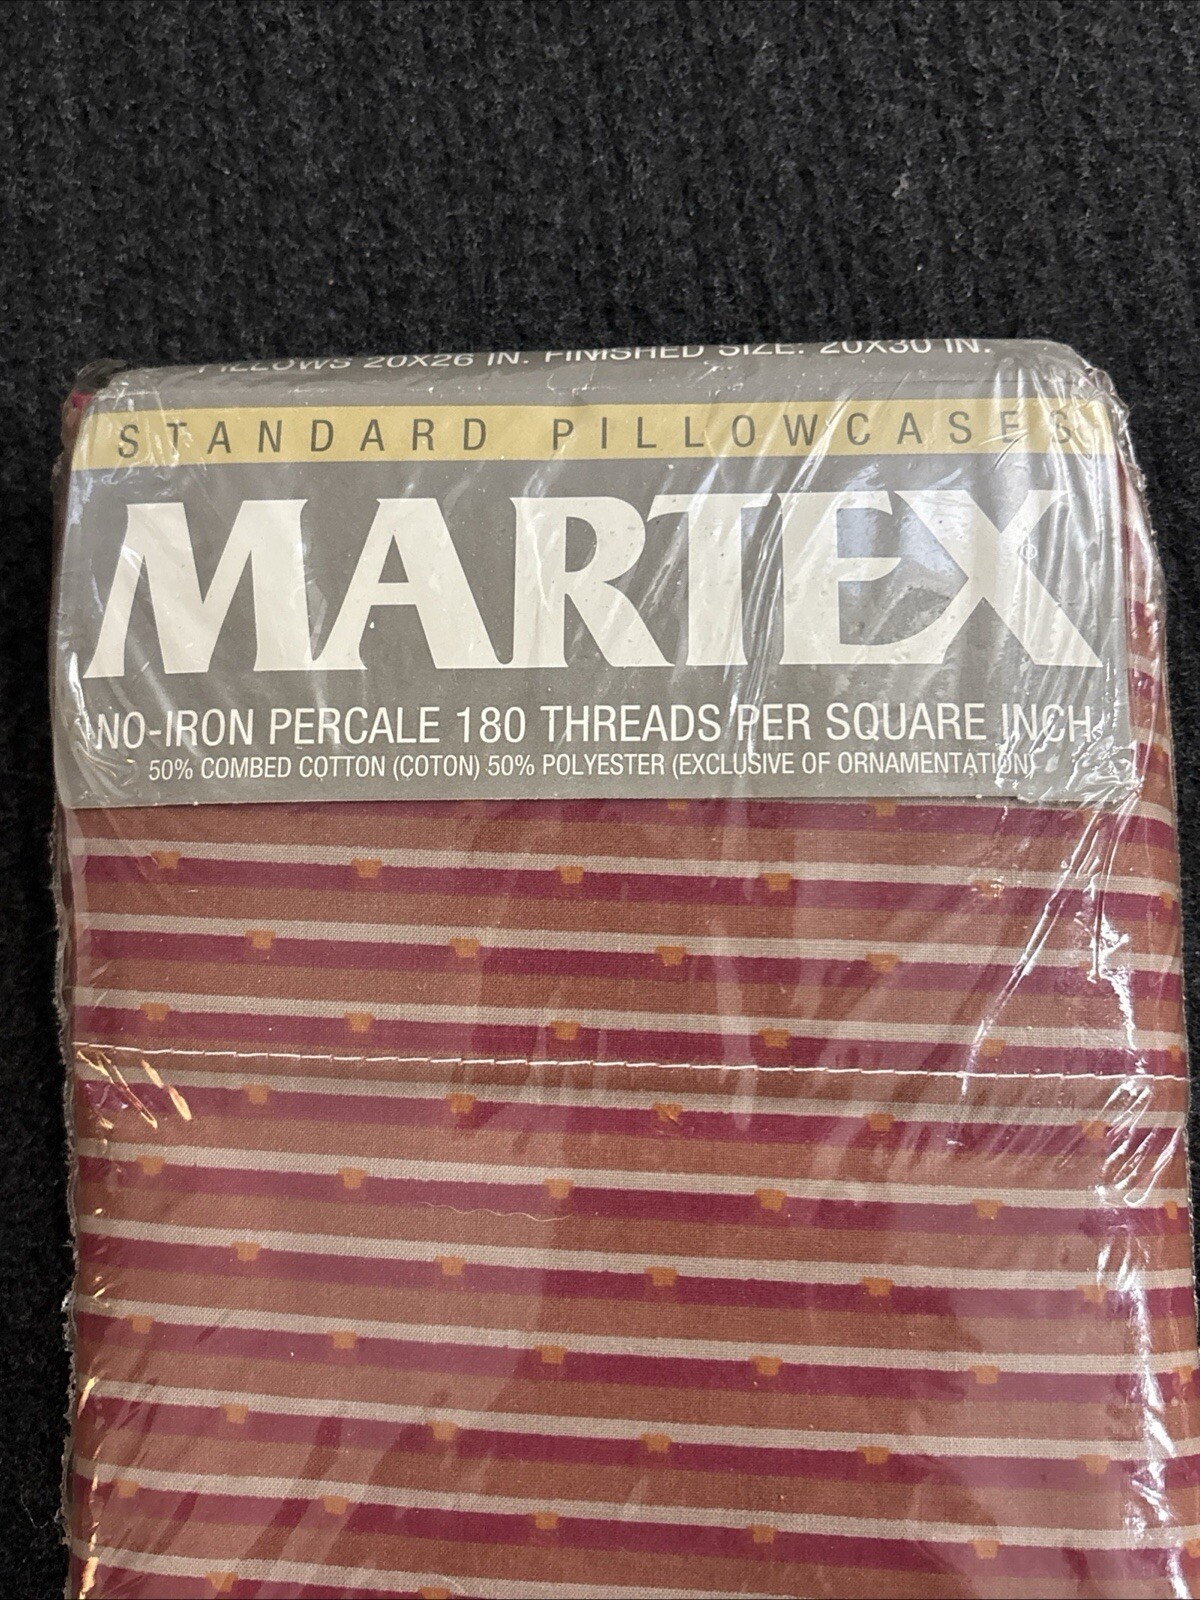 PILLOWS 20X26 IN. FINISHED SIZE: 20X30 IN.
STANDARD PILLOWCASES
MARTEX®
NO-IRON PERCALE 180 THREADS PER SQUARE INCH
50% COMBED COTTON (COTON) 50% POLYESTER (EXCLUSIVE OF ORNAMENTATION)